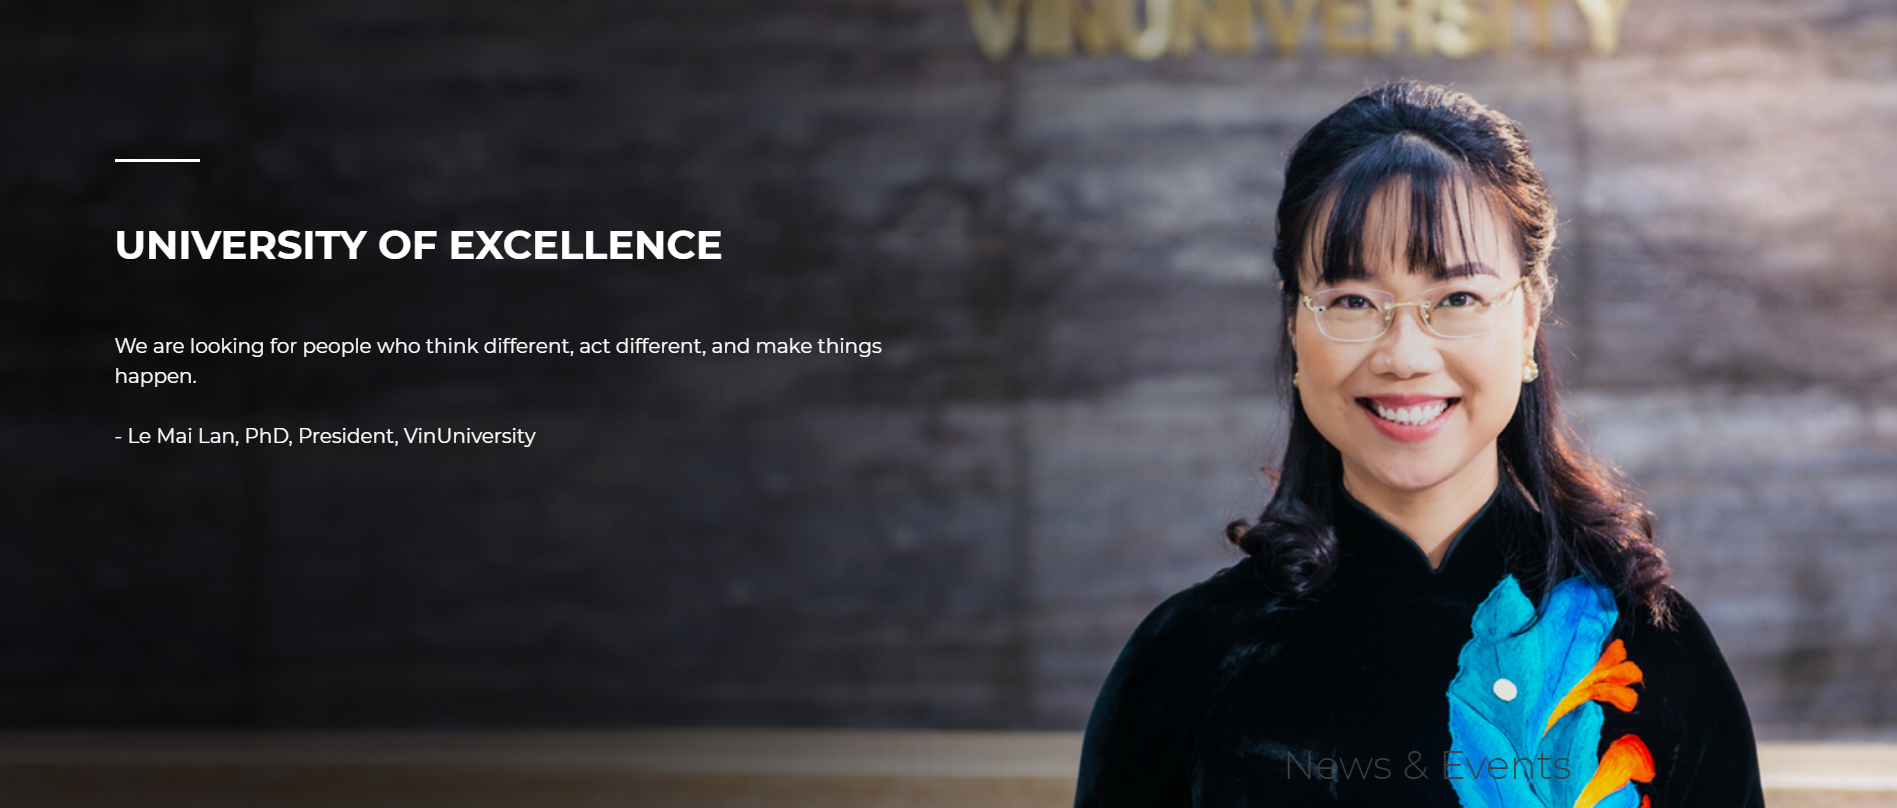 VINUNIVERSITY
UNIVERSITY OF EXCELLENCE
We are looking for people who think different, act different, and make things
happen.
- Le Mai Lan, PhD, President, VinUniversity
News & Events